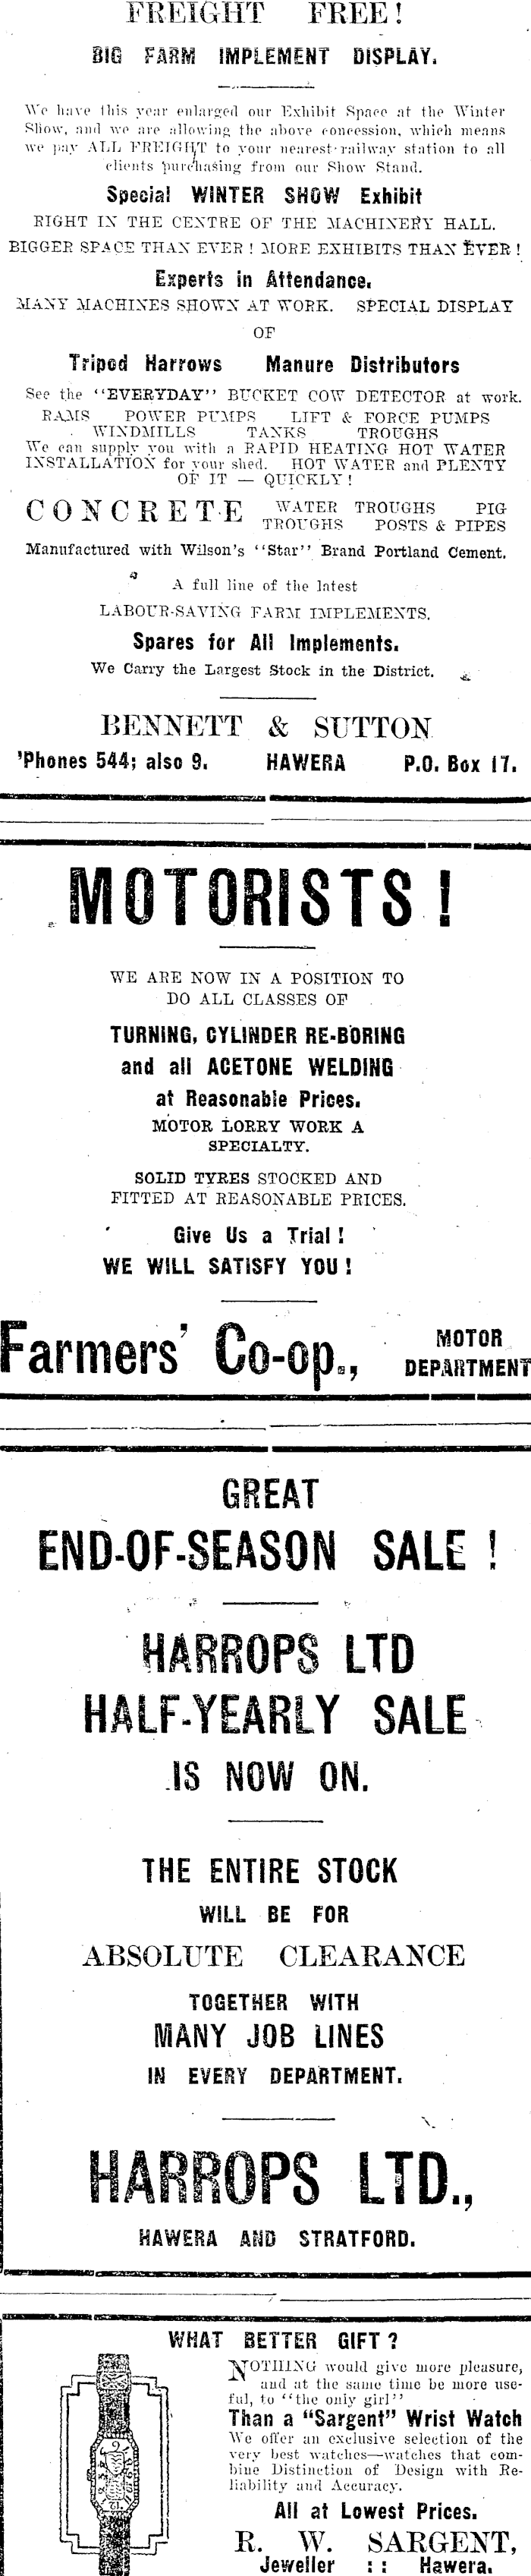 FREIGHT FREE!
BIG FARM IMPLEMENT DISPLAY.
We have this year enlarged our Exhibit Space at the Winter
Show, and we are allowing the above concession, which means
we pay ALL FREIGHT to your nearest railway station to all
clients purchasing from our Show Stand.
Special WINTER SHOW Exhibit
RIGHT IN THE CENTRE OF THE MACHINERY HALL.
BIGGER SPACE THAN EVER! MORE EXHIBITS THAN EVER!
Experts in Attendance.
MANY MACHINES SHOWN AT WORK. SPECIAL DISPLAY
OF
Tripod Harrows Manure Distributors
See the "EVERYDAY" BUCKET COW DETECTOR at work.
RAMS POWER PUMPS LIFT & FORCE PUMPS
WINDMILLS TANKS TROUGHS
We can supply you with a RAPID HEATING HOT WATER
INSTALLATION for your shed. HOT WATER and PLENTY
OF IT — QUICKLY!
CONCRETE WATER TROUGHS PIG
TROUGHS POSTS & PIPES
Manufactured with Wilson's "Star" Brand Portland Cement.
A full line of the latest
LABOUR-SAVING FARM IMPLEMENTS.
Spares for All Implements.
We Carry the Largest Stock in the District.
BENNETT & SUTTON
'Phones 544; also 9. HAWERA P.O. Box 17.
MOTORISTS!
WE ARE NOW IN A POSITION TO
DO ALL CLASSES OF
TURNING, CYLINDER RE-BORING
and all ACETONE WELDING
at Reasonable Prices.
MOTOR LORRY WORK A
SPECIALTY.
SOLID TYRES STOCKED AND
FITTED AT REASONABLE PRICES.
Give Us a Trial!
WE WILL SATISFY YOU!
Farmers' Co-op., MOTOR
DEPARTMENT
GREAT
END-OF-SEASON SALE!
HARROPS LTD
HALF-YEARLY SALE
IS NOW ON.
THE ENTIRE STOCK
WILL BE FOR
ABSOLUTE CLEARANCE
TOGETHER WITH
MANY JOB LINES
IN EVERY DEPARTMENT.
HARROPS LTD.,
HAWERA AND STRATFORD.
WHAT BETTER GIFT?
NOTHING would give more pleasure,
and at the same time be more use-
ful, to "the only girl"
Than a "Sargent" Wrist Watch
We offer an exclusive selection of the
very best watches—watches that com-
bine Distinction of Design with Re-
liability and Accuracy.
All at Lowest Prices.
R. W. SARGENT,
Jeweller :: Hawera.